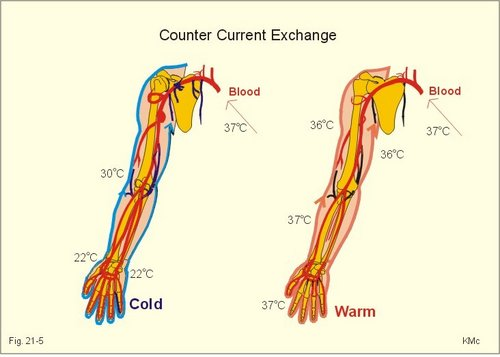 Counter Current Exchange
Blood
37°C
30°C
22°C
22°C
Cold
Blood
37°C
36°C
36°C
37°C
37°C
Warm
Fig. 21-5
KMc